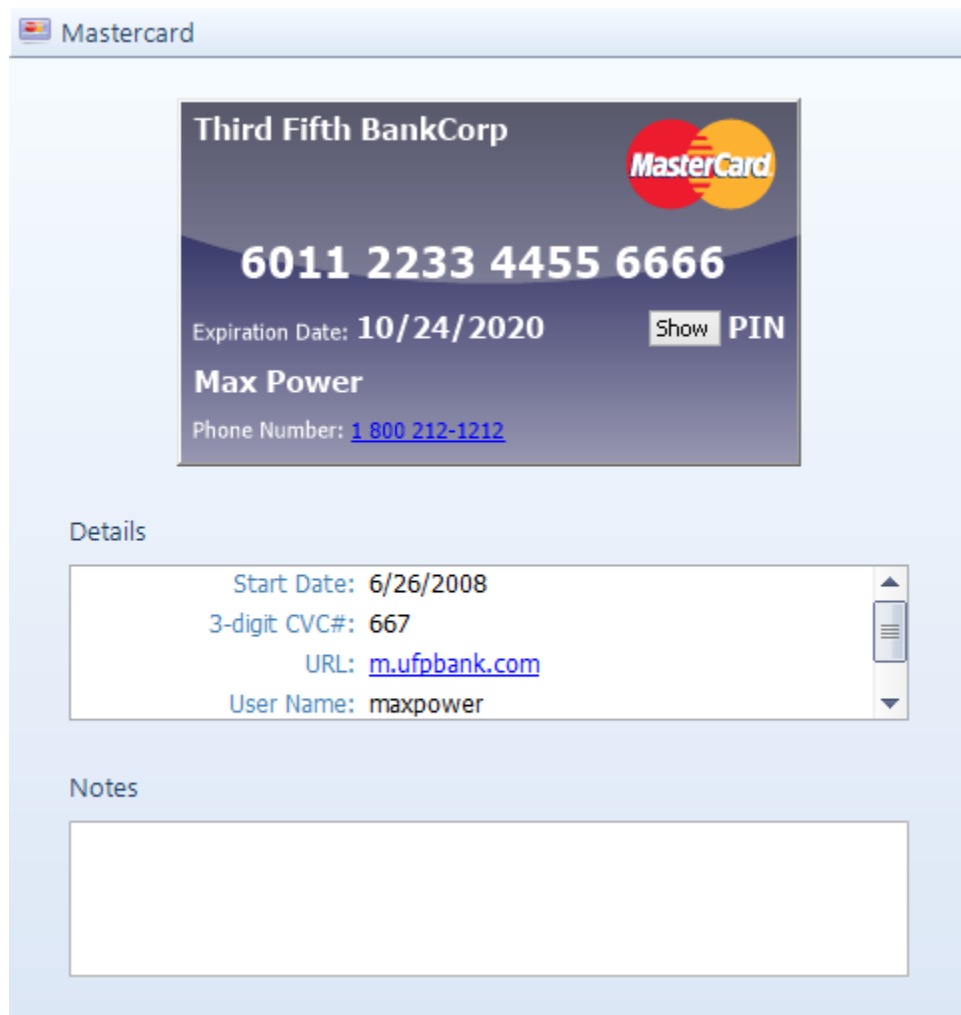 Mastercard
Third Fifth BankCorp
MasterCard
6011 2233 4455 6666
Expiration Date: 10/24/2020 Show PIN
Max Power
Phone Number: 1 800 212-1212
Details
Start Date: 6/26/2008
3-digit CVC#: 667
URL: m.ufpbank.com
User Name: maxpower
Notes